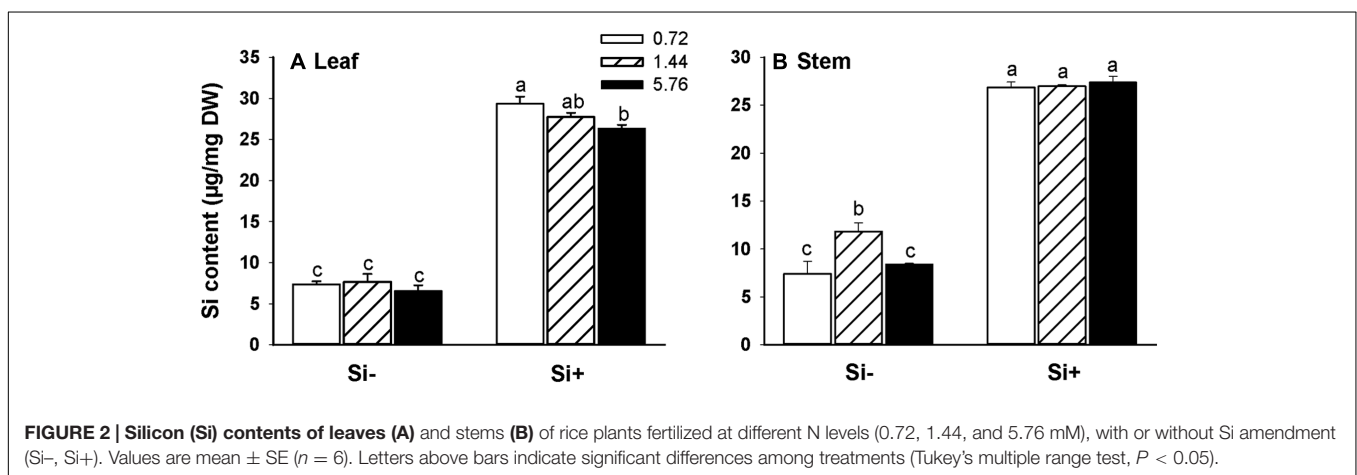 0.72
1.44
5.76
A Leaf
B Stem
Si content (µg/mg DW)
35
30
25
20
15
10
5
0
c c c
a ab b
Si- Si+
30
25
20
15
10
5
0
c b c
a a a
Si- Si+
FIGURE 2 | Silicon (Si) contents of leaves (A) and stems (B) of rice plants fertilized at different N levels (0.72, 1.44, and 5.76 mM), with or without Si amendment
(Si–, Si+). Values are mean ± SE (n = 6). Letters above bars indicate significant differences among treatments (Tukey's multiple range test, P < 0.05).